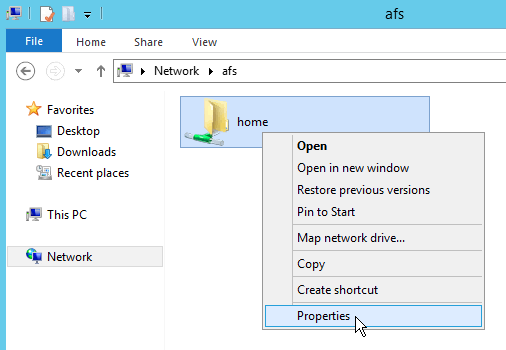 afs
File Home Share View
Network afs
Favorites
Desktop
Downloads
Recent places
This PC
Network
home
Open
Open in new window
Restore previous versions
Pin to Start
Map network drive...
Copy
Create shortcut
Properties